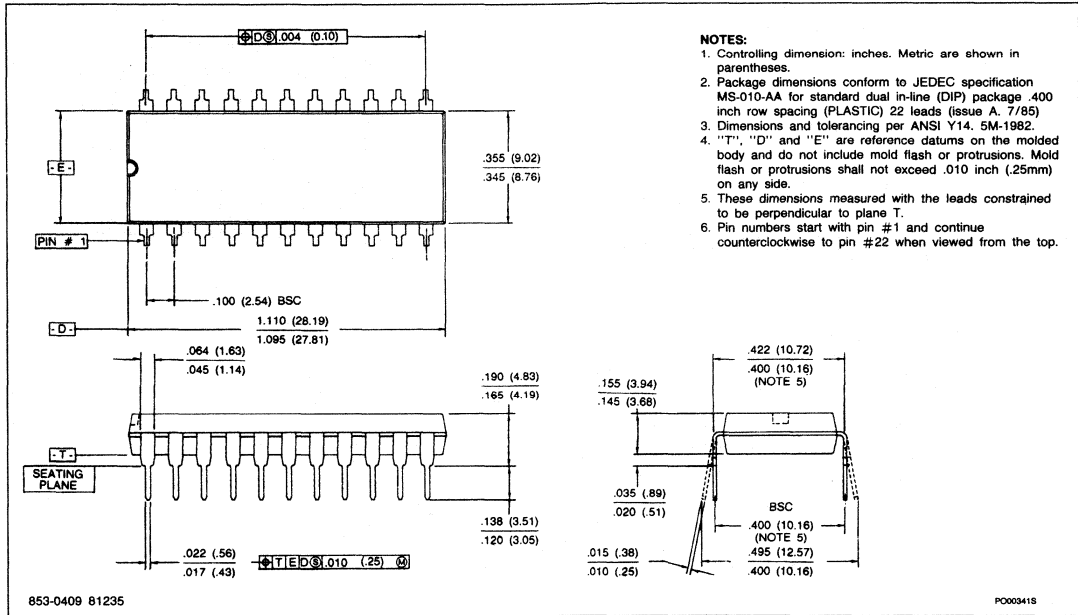 ⌖ D Ⓢ .004 (0.10)
NOTES:
1. Controlling dimension: inches. Metric are shown in
parentheses.
2. Package dimensions conform to JEDEC specification
MS-010-AA for standard dual in-line (DIP) package .400
inch row spacing (PLASTIC) 22 leads (issue A. 7/85)
3. Dimensions and tolerancing per ANSI Y14. 5M-1982.
4. "T", "D" and "E" are reference datums on the molded
body and do not include mold flash or protrusions. Mold
flash or protrusions shall not exceed .010 inch (.25mm)
on any side.
5. These dimensions measured with the leads constrained
to be perpendicular to plane T.
6. Pin numbers start with pin #1 and continue
counterclockwise to pin #22 when viewed from the top.
- E -
.355 (9.02)
.345 (8.76)
PIN # 1
.100 (2.54) BSC
- D -
1.110 (28.19)
1.095 (27.81)
.064 (1.63)
.045 (1.14)
.190 (4.83)
.165 (4.19)
- T -
SEATING
PLANE
.138 (3.51)
.120 (3.05)
.022 (.56)
.017 (.43)
⌖ T E D Ⓢ .010 (.25) Ⓜ
.422 (10.72)
.400 (10.16)
(NOTE 5)
.155 (3.94)
.145 (3.68)
.035 (.89)
.020 (.51)
BSC
.400 (10.16)
(NOTE 5)
.495 (12.57)
.400 (10.16)
.015 (.38)
.010 (.25)
853-0409 81235
PO00341S